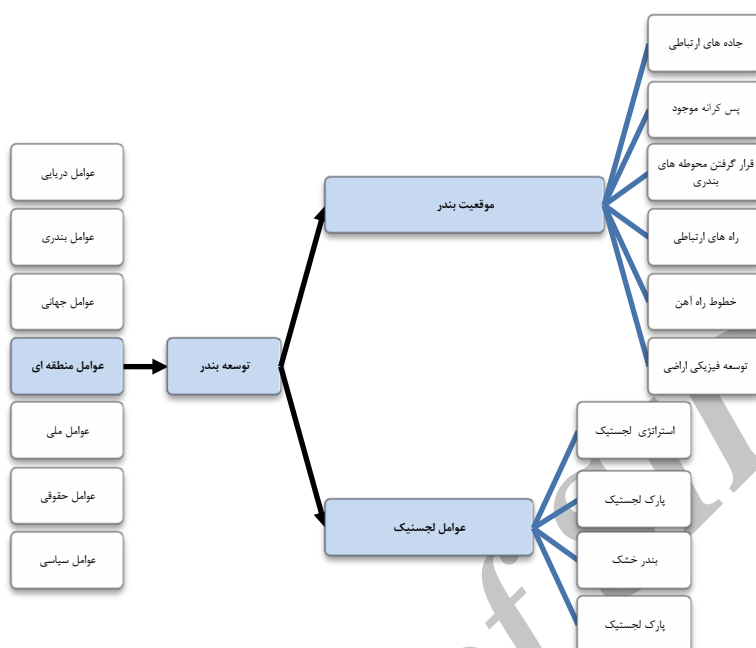 جاده های ارتباطی
پس کرانه موجود
قرار گرفتن محوطه های
بندری
راه های ارتباطی
خطوط راه آهن
توسعه فیزیکی اراضی
موقعیت بندر
عوامل دریایی
عوامل بندری
عوامل جهانی
عوامل منطقه ای
عوامل ملی
عوامل حقوقی
عوامل سیاسی
توسعه بندر
عوامل لجسنیک
استراتژی لجستیک
پارک لجستیک
بندر خشک
پارک لجستیک